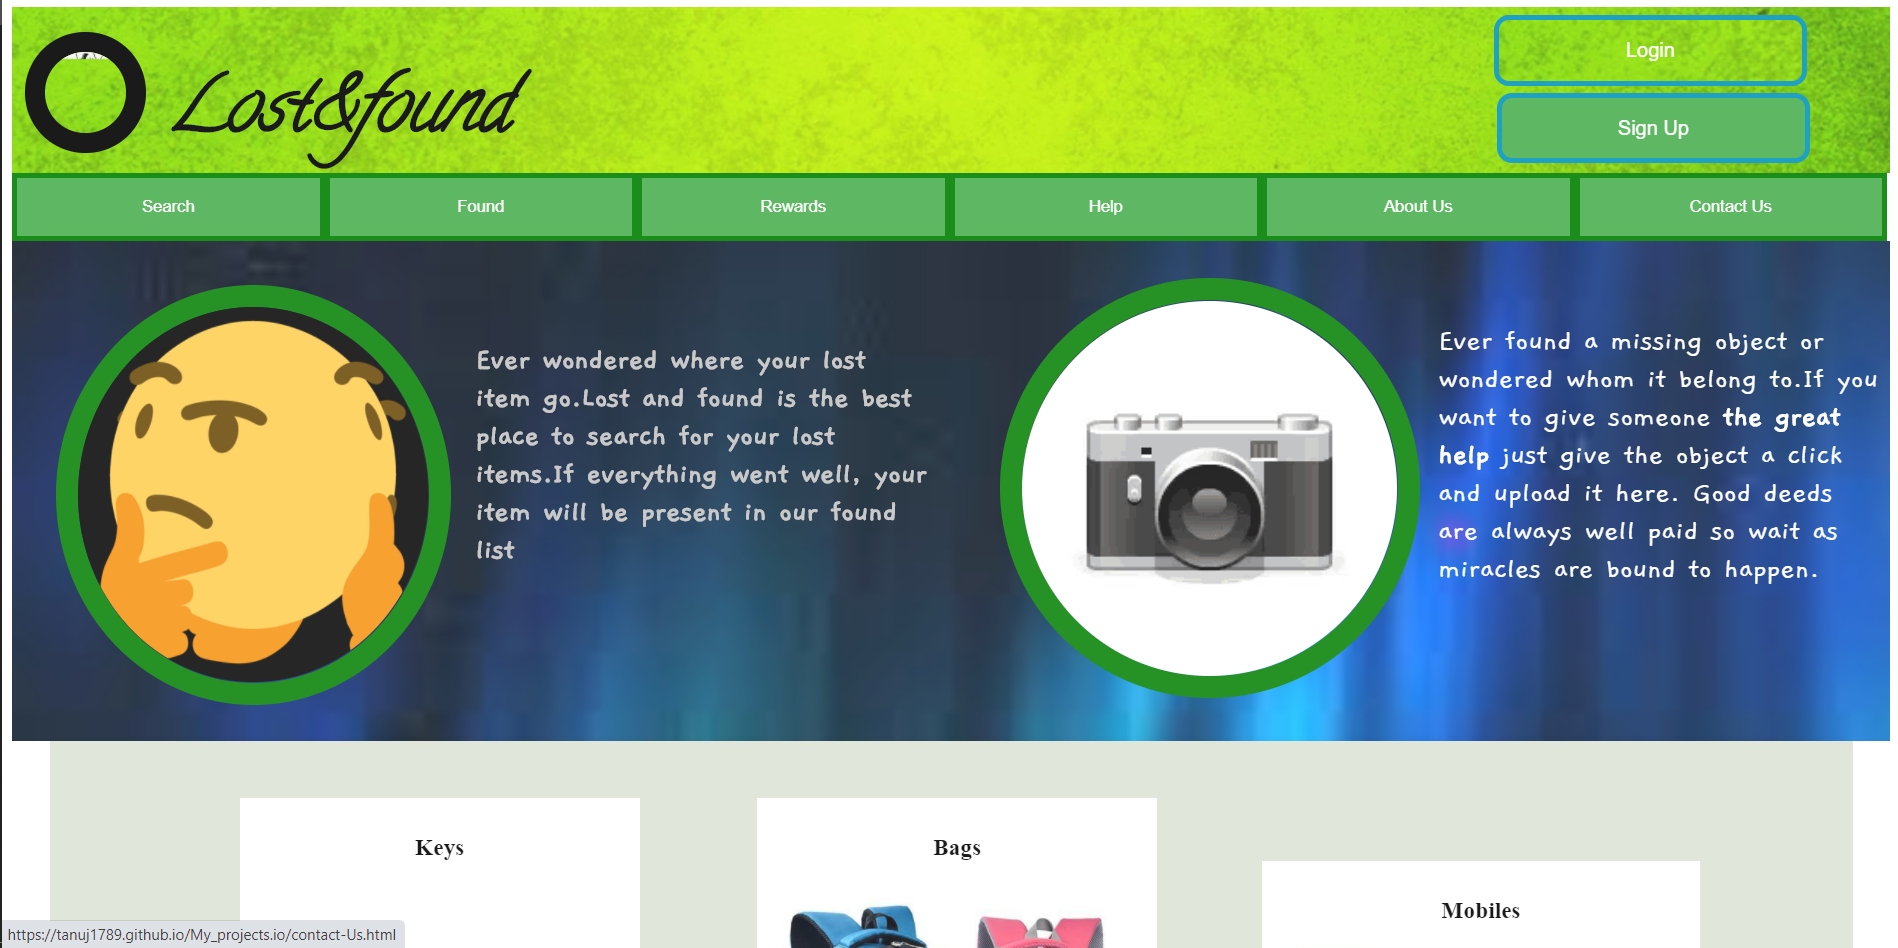 Lost&found
Login
Sign Up
Search
Found
Rewards
Help
About Us
Contact Us
Ever wondered where your lost
item go.Lost and found is the best
place to search for your lost
items.If everything went well, your
item will be present in our found
list
Ever found a missing object or
wondered whom it belong to.If you
want to give someone the great
help just give the object a click
and upload it here. Good deeds
are always well paid so wait as
miracles are bound to happen.
Keys
Bags
Mobiles
https://tanuj1789.github.io/My_projects.io/contact-Us.html